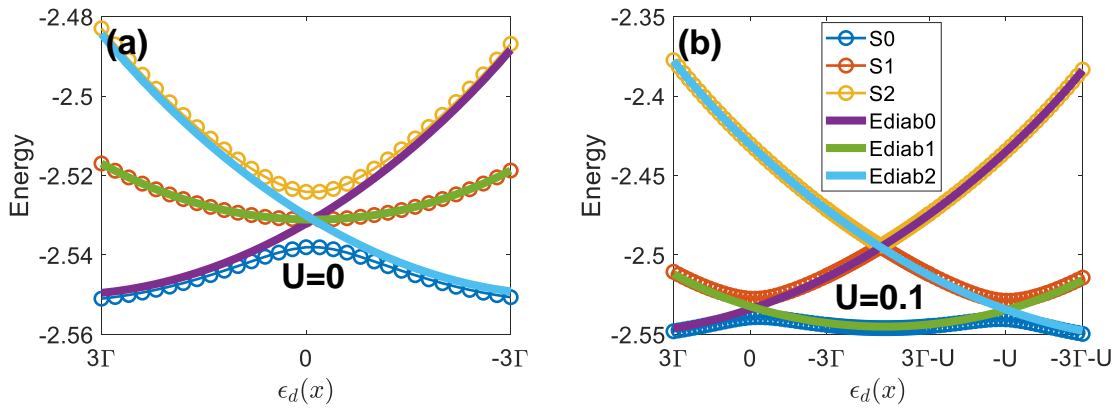 (a)
Energy
-2.48
-2.5
-2.52
-2.54
-2.56
U=0
3Γ
0
-3Γ
ϵd(x)
(b)
Energy
-2.35
-2.4
-2.45
-2.5
-2.55
S0
S1
S2
Ediab0
Ediab1
Ediab2
U=0.1
3Γ
0
-3Γ
3Γ-U
-U
-3Γ-U
ϵd(x)